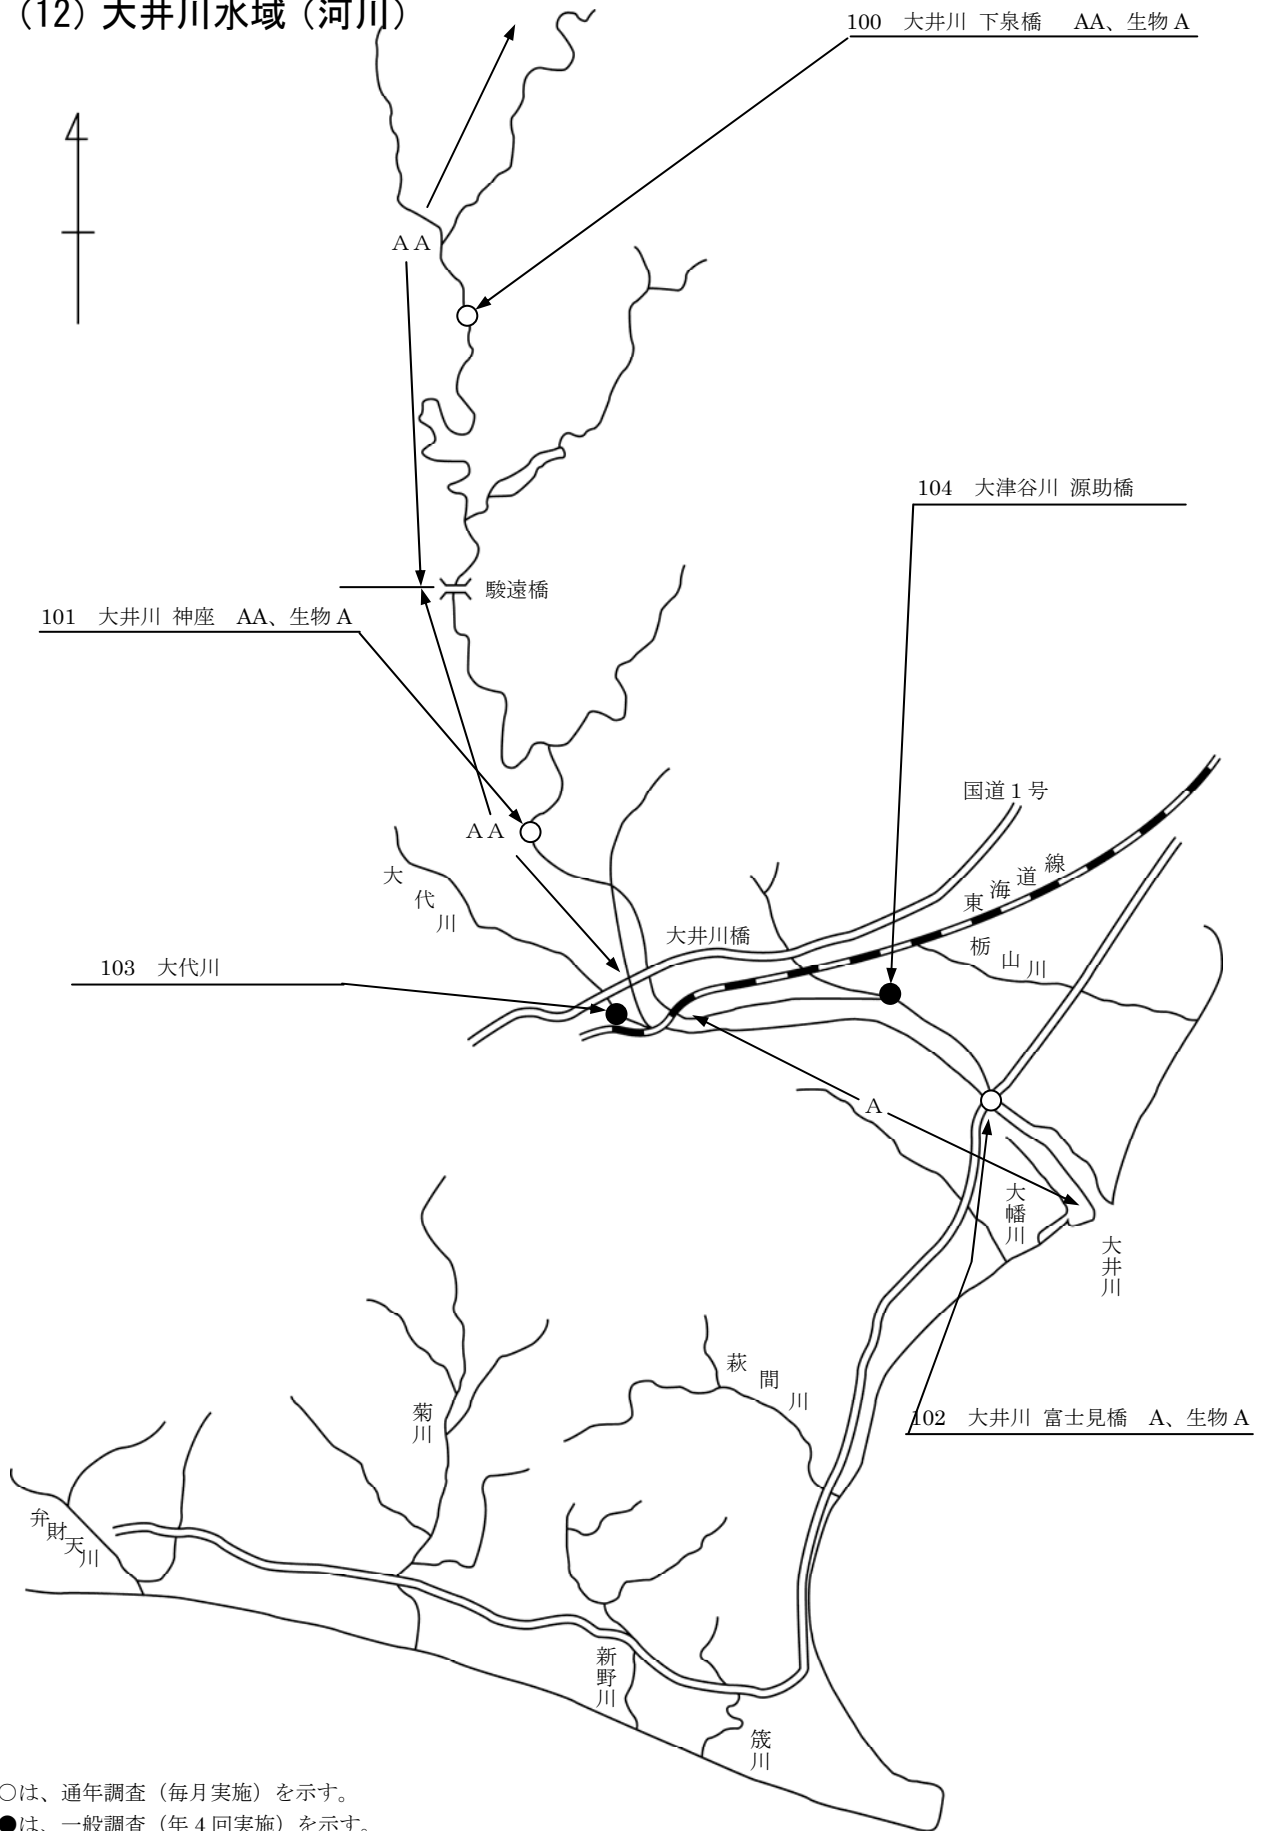 (12) 大井川水域（河川）
100　大井川 下泉橋　AA、生物 A
ＡＡ
104　大津谷川 源助橋
駿遠橋
101　大井川 神座　AA、生物 A
国道１号
ＡＡ
東海道線
大代川
大井川橋
栃山川
103　大代川
A
大幡川
大井川
萩間川
菊川
102　大井川 富士見橋　A、生物 A
弁財天川
新野川
筬川
○は、通年調査（毎月実施）を示す。
●は、一般調査（年４回実施）を示す。